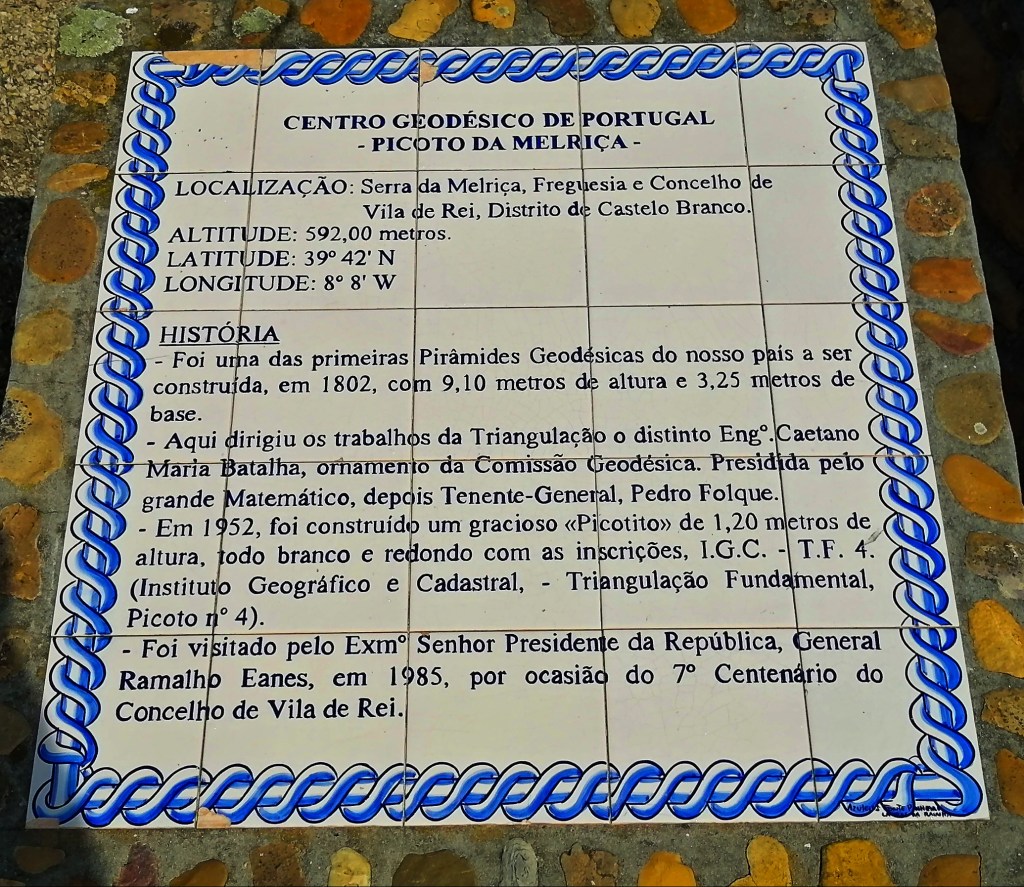 CENTRO GEODÉSICO DE PORTUGAL
- PICOTO DA MELRIÇA -
LOCALIZAÇÃO: Serra da Melriça, Freguesia e Concelho de
Vila de Rei, Distrito de Castelo Branco.
ALTITUDE: 592,00 metros.
LATITUDE: 39º 42' N
LONGITUDE: 8º 8' W
HISTÓRIA
- Foi uma das primeiras Pirâmides Geodésicas do nosso país a ser
construída, em 1802, com 9,10 metros de altura e 3,25 metros de
base.
- Aqui dirigiu os trabalhos da Triangulação o distinto Engº.Caetano
Maria Batalha, ornamento da Comissão Geodésica. Presidida pelo
grande Matemático, depois Tenente-General, Pedro Folque.
- Em 1952, foi construído um gracioso «Picotito» de 1,20 metros de
altura, todo branco e redondo com as inscrições, I.G.C. - T.F. 4.
(Instituto Geográfico e Cadastral, - Triangulação Fundamental,
Picoto nº 4).
- Foi visitado pelo Exmº Senhor Presidente da República, General
Ramalho Eanes, em 1985, por ocasião do 7º Centenário do
Concelho de Vila de Rei.